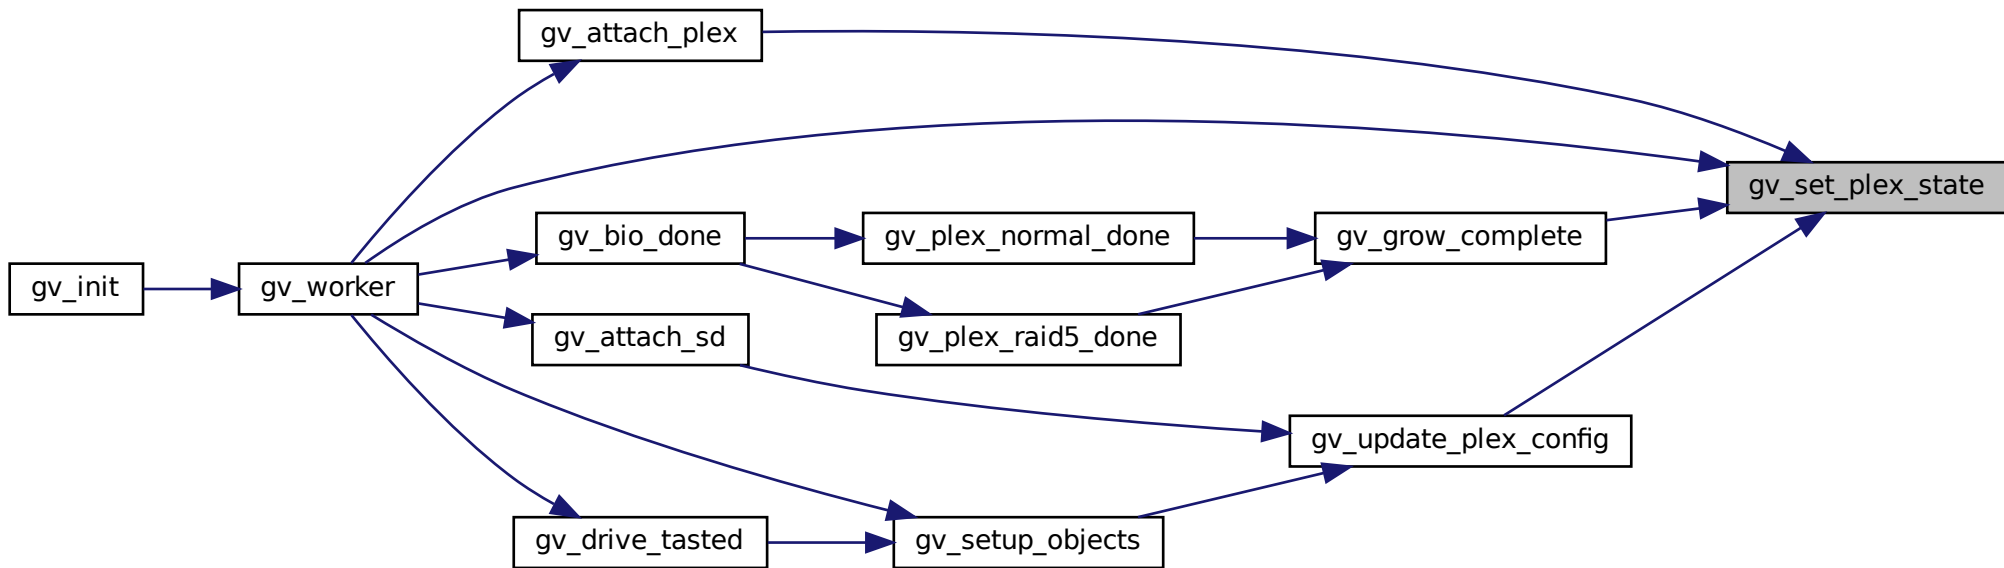 gv_attach_plex
gv_set_plex_state
gv_bio_done
gv_plex_normal_done
gv_grow_complete
gv_init
gv_worker
gv_attach_sd
gv_plex_raid5_done
gv_update_plex_config
gv_drive_tasted
gv_setup_objects